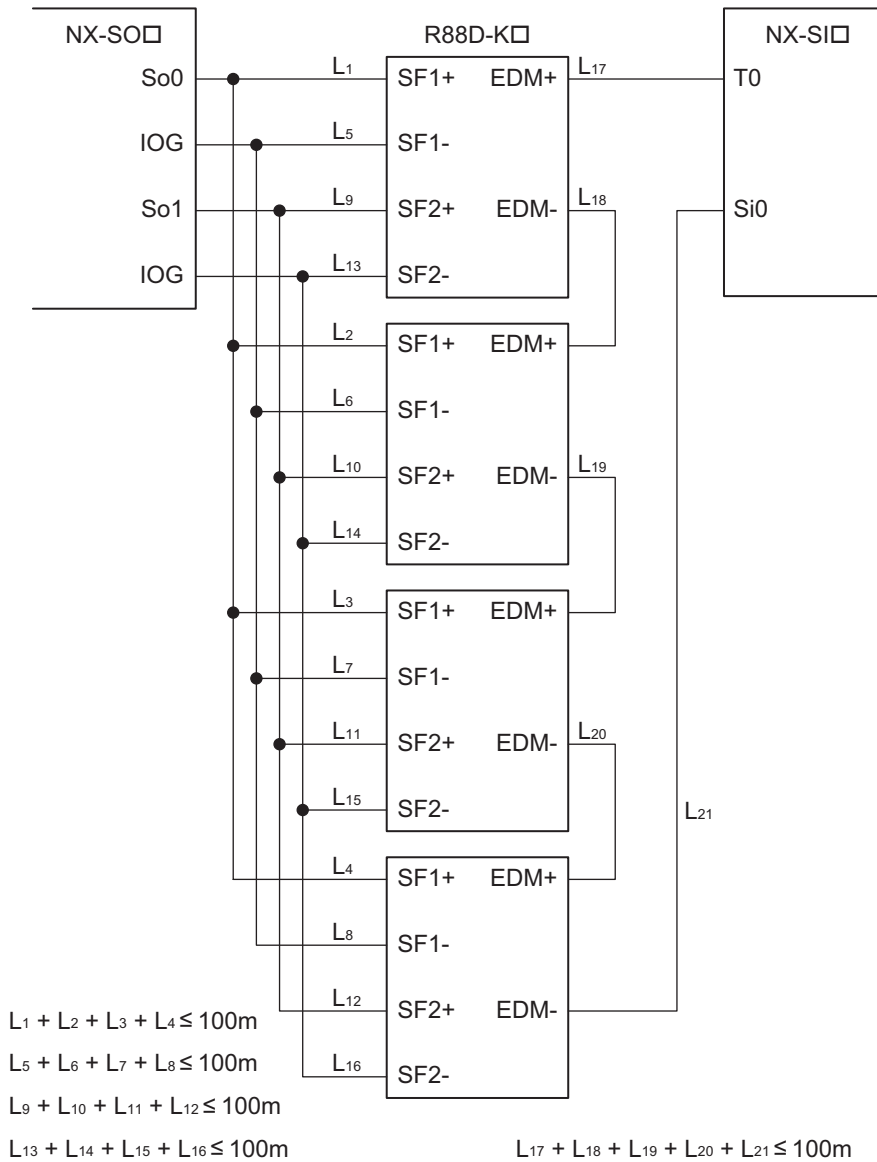 NX-SO□ R88D-K□ NX-SI□
So0 L1 SF1+ EDM+ L17 T0
IOG L5 SF1-
So1 L9 SF2+ EDM- L18 Si0
IOG L13 SF2-
L2 SF1+ EDM+
L6 SF1-
L10 SF2+ EDM- L19
L14 SF2-
L3 SF1+ EDM+
L7 SF1-
L11 SF2+ EDM- L20
L15 SF2-
L21
L4 SF1+ EDM+
L8 SF1-
L12 SF2+ EDM-
L16 SF2-
L1 + L2 + L3 + L4 ≤ 100m
L5 + L6 + L7 + L8 ≤ 100m
L9 + L10 + L11 + L12 ≤ 100m
L13 + L14 + L15 + L16 ≤ 100m
L17 + L18 + L19 + L20 + L21 ≤ 100m